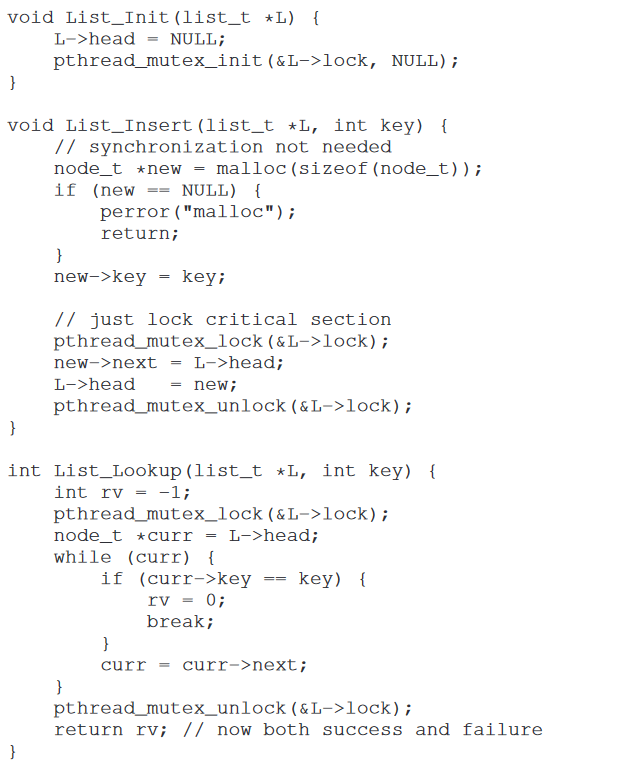 void List_Init(list_t *L) {
    L->head = NULL;
    pthread_mutex_init(&L->lock, NULL);
}

void List_Insert(list_t *L, int key) {
    // synchronization not needed
    node_t *new = malloc(sizeof(node_t));
    if (new == NULL) {
        perror("malloc");
        return;
    }
    new->key = key;

    // just lock critical section
    pthread_mutex_lock(&L->lock);
    new->next = L->head;
    L->head   = new;
    pthread_mutex_unlock(&L->lock);
}

int List_Lookup(list_t *L, int key) {
    int rv = -1;
    pthread_mutex_lock(&L->lock);
    node_t *curr = L->head;
    while (curr) {
        if (curr->key == key) {
            rv = 0;
            break;
        }
        curr = curr->next;
    }
    pthread_mutex_unlock(&L->lock);
    return rv; // now both success and failure
}